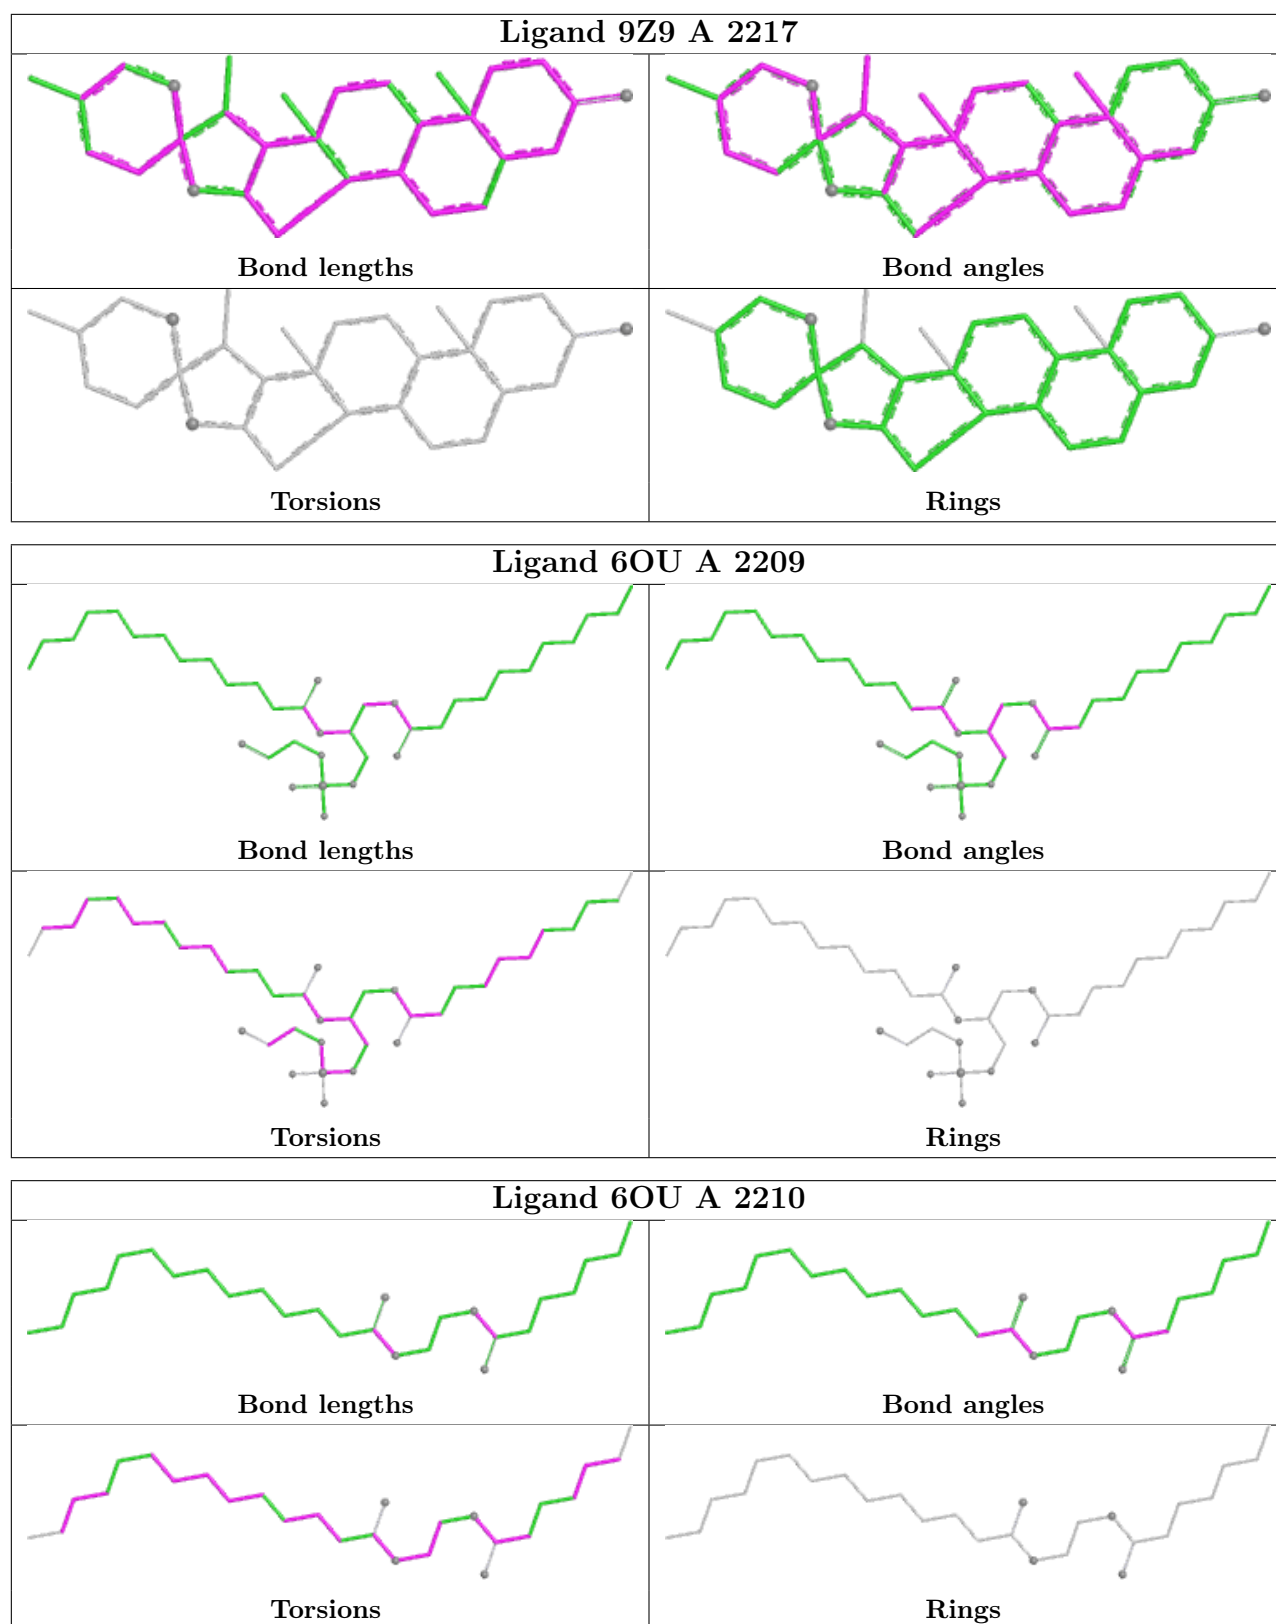 Ligand 9Z9 A 2217
Bond lengths
Bond angles
Torsions
Rings
Ligand 6OU A 2209
Bond lengths
Bond angles
Torsions
Rings
Ligand 6OU A 2210
Bond lengths
Bond angles
Torsions
Rings